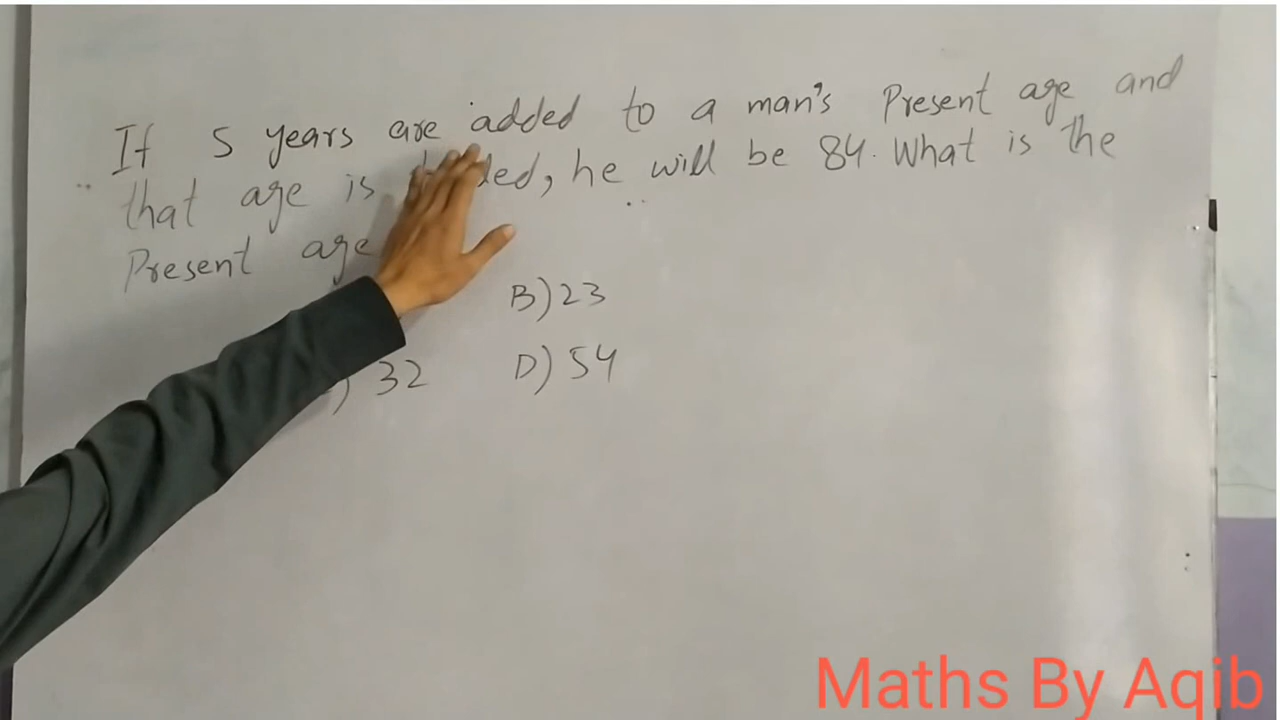 If 5 years are added to a man's Present age and
that age is he will be 84. What is the
Present age
B) 23
) 32 D) 54
Maths By Aqib